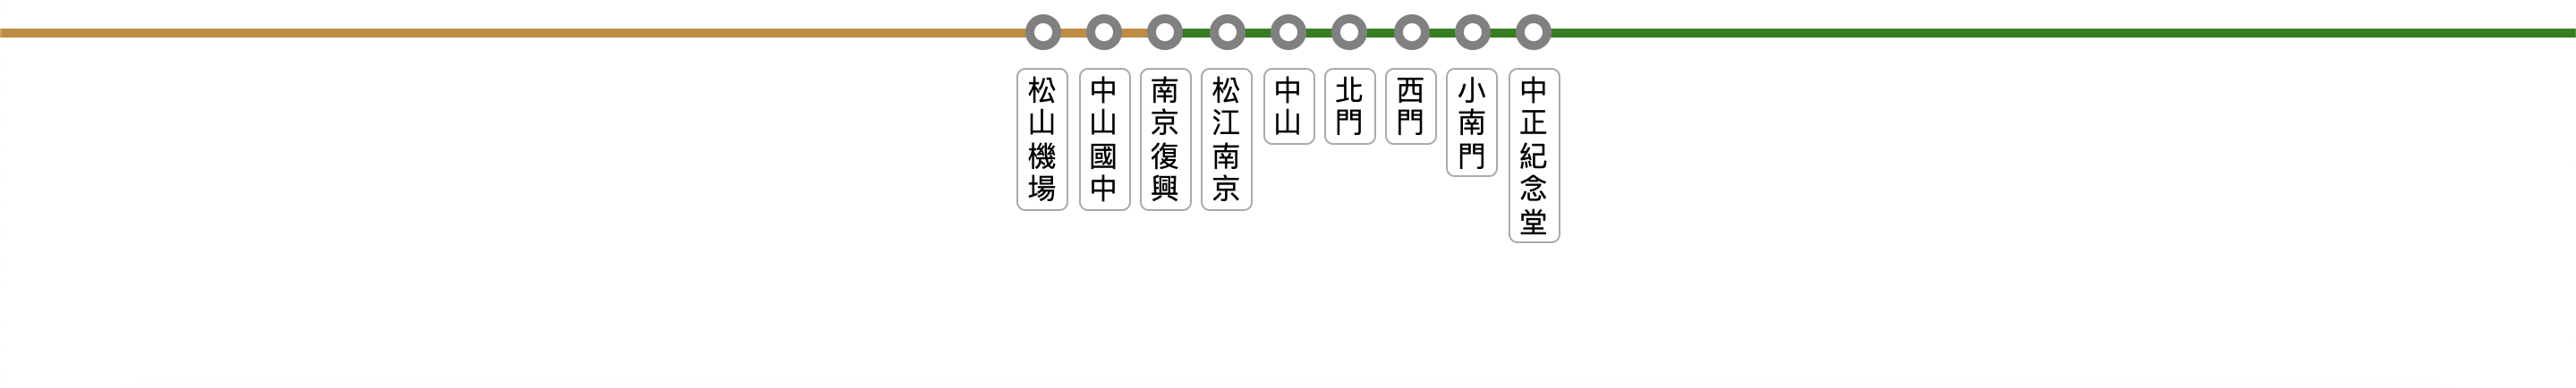 松山機場
中山國中
南京復興
松江南京
中山
北門
西門
小南門
中正紀念堂